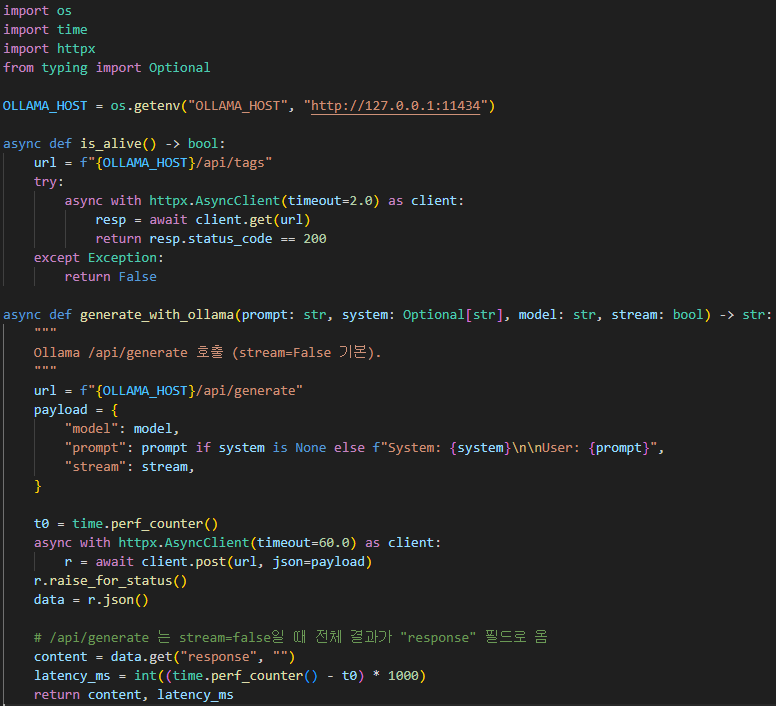 import os
import time
import httpx
from typing import Optional

OLLAMA_HOST = os.getenv("OLLAMA_HOST", "http://127.0.0.1:11434")

async def is_alive() -> bool:
    url = f"{OLLAMA_HOST}/api/tags"
    try:
        async with httpx.AsyncClient(timeout=2.0) as client:
            resp = await client.get(url)
            return resp.status_code == 200
    except Exception:
        return False

async def generate_with_ollama(prompt: str, system: Optional[str], model: str, stream: bool) -> str:
    """
    Ollama /api/generate 호출 (stream=False 기본).
    """
    url = f"{OLLAMA_HOST}/api/generate"
    payload = {
        "model": model,
        "prompt": prompt if system is None else f"System: {system}\n\nUser: {prompt}",
        "stream": stream,
    }

    t0 = time.perf_counter()
    async with httpx.AsyncClient(timeout=60.0) as client:
        r = await client.post(url, json=payload)
    r.raise_for_status()
    data = r.json()

    # /api/generate 는 stream=false일 때 전체 결과가 "response" 필드로 옴
    content = data.get("response", "")
    latency_ms = int((time.perf_counter() - t0) * 1000)
    return content, latency_ms